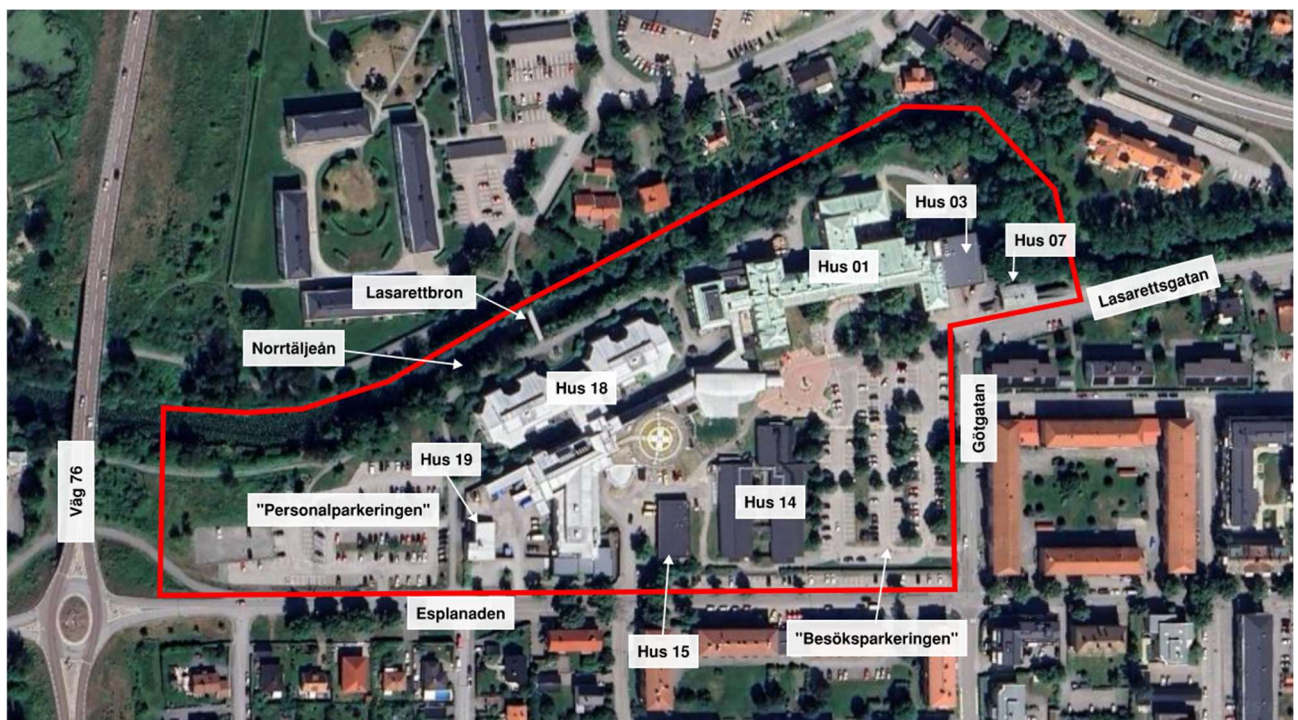 Hus 03
Hus 07
Hus 01
Lasarettsgatan
Lasarettbron
Norrtäljeån
Hus 18
Götgatan
Hus 19
Väg 76
"Personalparkeringen"
Hus 14
Esplanaden
Hus 15
"Besöksparkeringen"